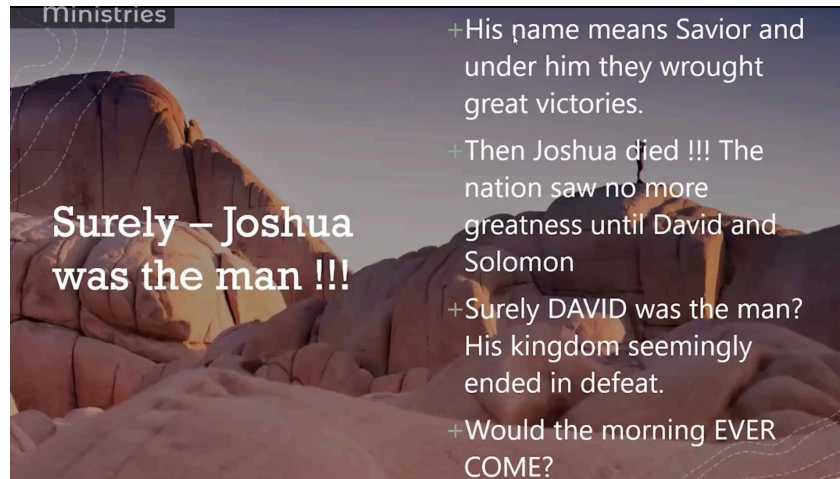 Ministries
Surely – Joshua
was the man !!!
+His name means Savior and
under him they wrought
great victories.
+Then Joshua died !!! The
nation saw no more
greatness until David and
Solomon
+Surely DAVID was the man?
His kingdom seemingly
ended in defeat.
+Would the morning EVER
COME?